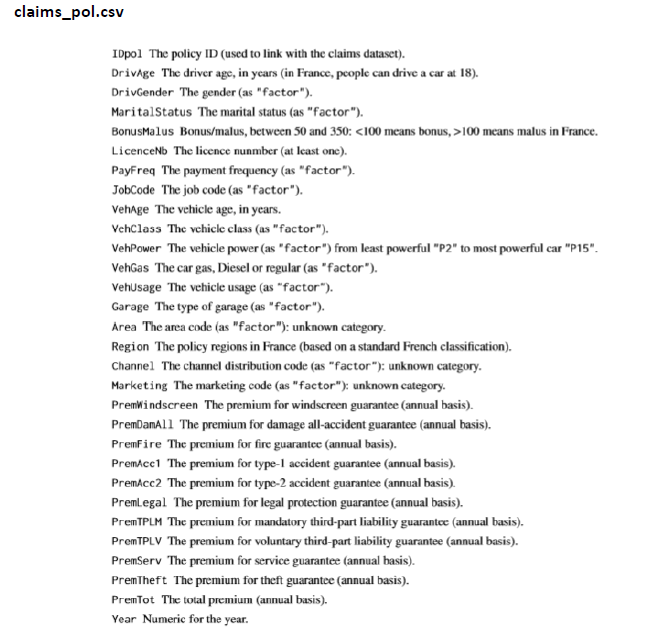 claims_pol.csv
IDpol The policy ID (used to link with the claims dataset).
DrivAge The driver age, in years (in France, people can drive a car at 18).
DrivGender The gender (as "factor").
MaritalStatus The marital status (as "factor").
BonusMalus Bonus/malus, between 50 and 350: <100 means bonus, >100 means malus in France.
LicenceNb The licence nunmber (at least one).
PayFreq The payment frequency (as "factor").
JobCode The job code (as "factor").
VehAge The vehicle age, in years.
VehClass The vehicle class (as "factor").
VehPower The vehicle power (as "factor") from least powerful "P2" to most powerful car "P15".
VehGas The car gas, Diesel or regular (as "factor").
VehUsage The vehicle usage (as "factor").
Garage The type of garage (as "factor").
Area The area code (as "factor"): unknown category.
Region The policy regions in France (based on a standard French classification).
Channel The channel distribution code (as "factor"): unknown category.
Marketing The marketing code (as "factor"): unknown category.
PremWindscreen The premium for windscreen guarantee (annual basis).
PremDamAll The premium for damage all-accident guarantee (annual basis).
PremFire The premium for fire guarantee (annual basis).
PremAcc1 The premium for type-1 accident guarantee (annual basis).
PremAcc2 The premium for type-2 accident guarantee (annual basis).
PremLegal The premium for legal protection guarantee (annual basis).
PremTPLM The premium for mandatory third-part liability guarantee (annual basis).
PremTPLV The premium for voluntary third-part liability guarantee (annual basis).
PremServ The premium for service guarantee (annual basis).
PremTheft The premium for theft guarantee (annual basis).
PremTot The total premium (annual basis).
Year Numeric for the year.